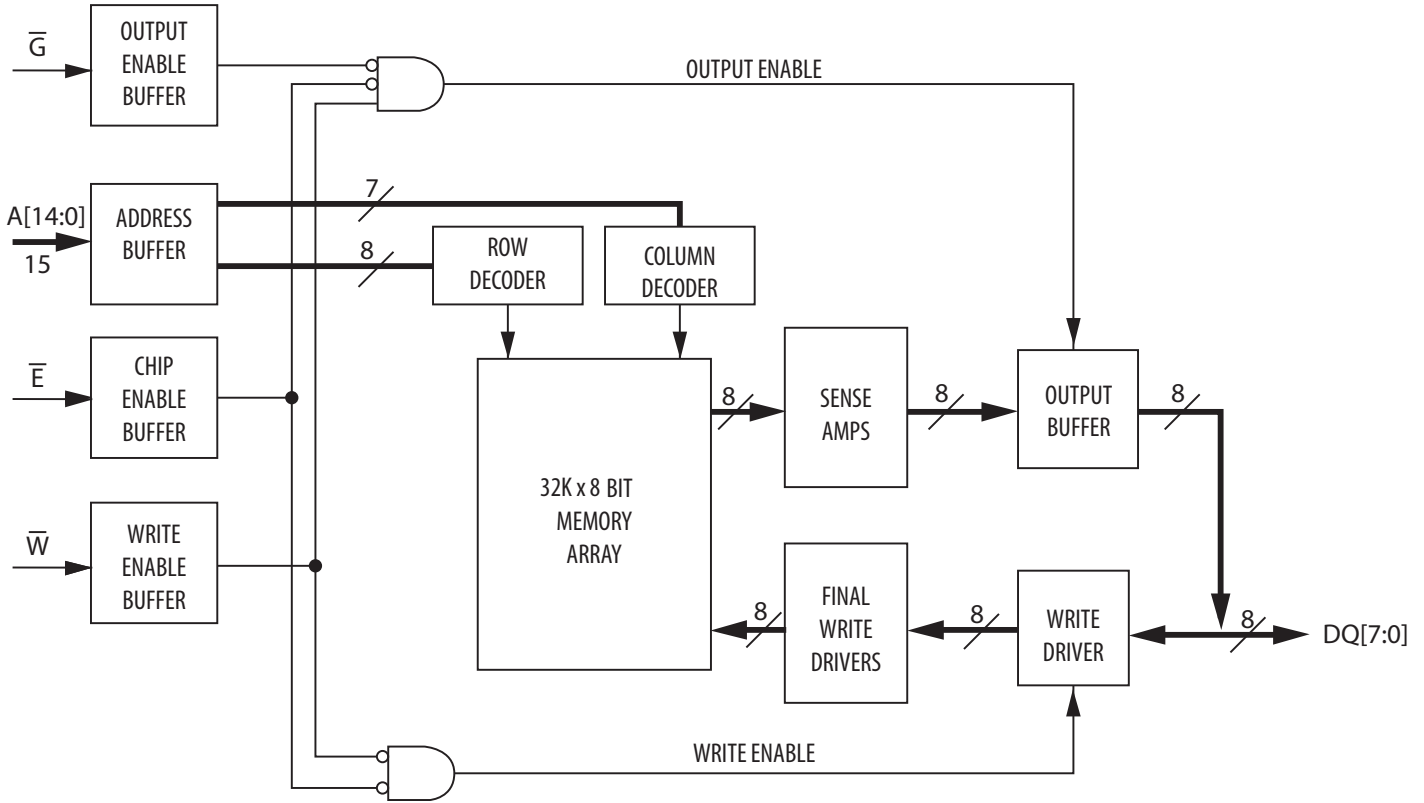 G̅
OUTPUT
ENABLE
BUFFER
OUTPUT ENABLE
A[14:0]
15
ADDRESS
BUFFER
7
8
ROW
DECODER
COLUMN
DECODER
E̅
CHIP
ENABLE
BUFFER
W̅
WRITE
ENABLE
BUFFER
32K x 8 BIT
MEMORY
ARRAY
8
SENSE
AMPS
8
OUTPUT
BUFFER
8
8
FINAL
WRITE
DRIVERS
8
WRITE
DRIVER
8
DQ[7:0]
WRITE ENABLE